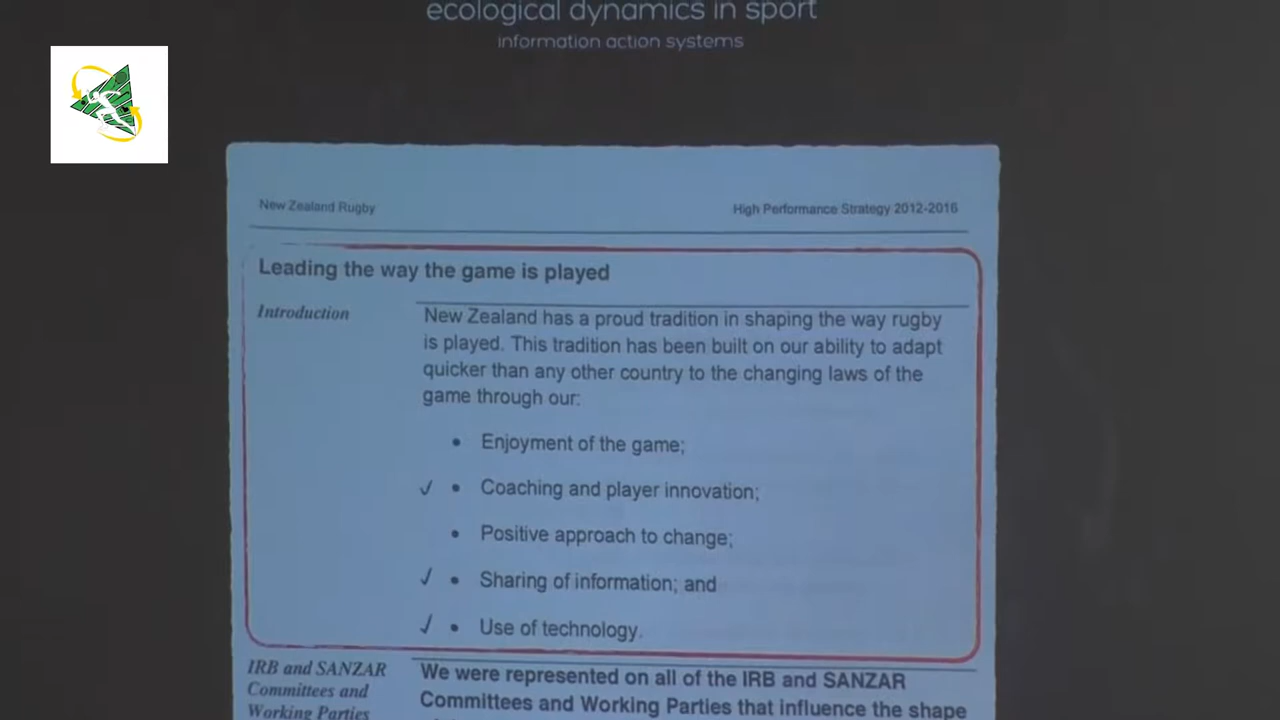 ecological dynamics in sport
information action systems
New Zealand Rugby
High Performance Strategy 2012-2016
Leading the way the game is played
Introduction
New Zealand has a proud tradition in shaping the way rugby
is played. This tradition has been built on our ability to adapt
quicker than any other country to the changing laws of the
game through our:
• Enjoyment of the game;
✓ • Coaching and player innovation;
• Positive approach to change;
✓ • Sharing of information; and
✓ • Use of technology.
IRB and SANZAR
Committees and
Working Parties
We were represented on all of the IRB and SANZAR
Committees and Working Parties that influence the shape